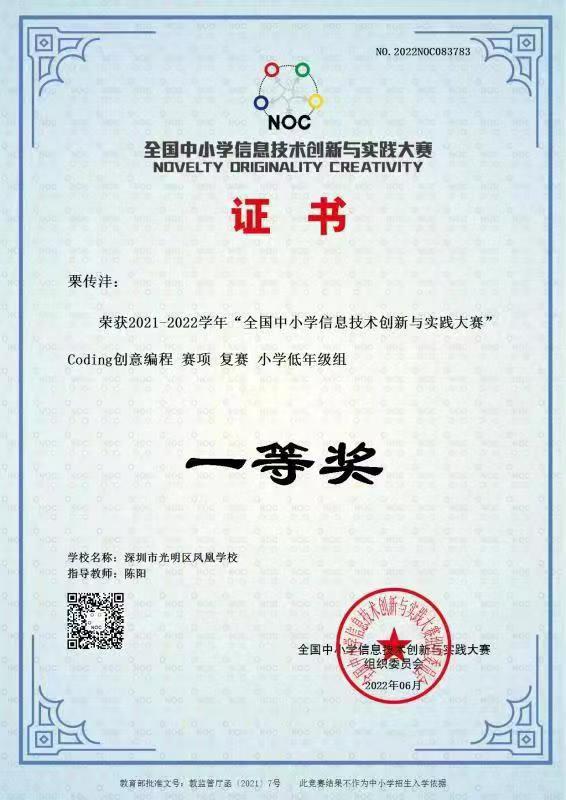 NO.2022NOC083783
NOC
全国中小学信息技术创新与实践大赛
NOVELTY ORIGINALITY CREATIVITY
证书
栗传沣：
荣获2021-2022学年“全国中小学信息技术创新与实践大赛”
Coding创意编程 赛项 复赛 小学低年级组
一等奖
学校名称：深圳市光明区凤凰学校
指导教师：陈阳
NOC
全国中小学信息技术创新与实践大赛组织委员会
全国中小学信息技术创新与实践大赛
组织委员会
2022年06月
教育部批准文号：教监管厅函〔2021〕7号 此竞赛结果不作为中小学招生入学依据